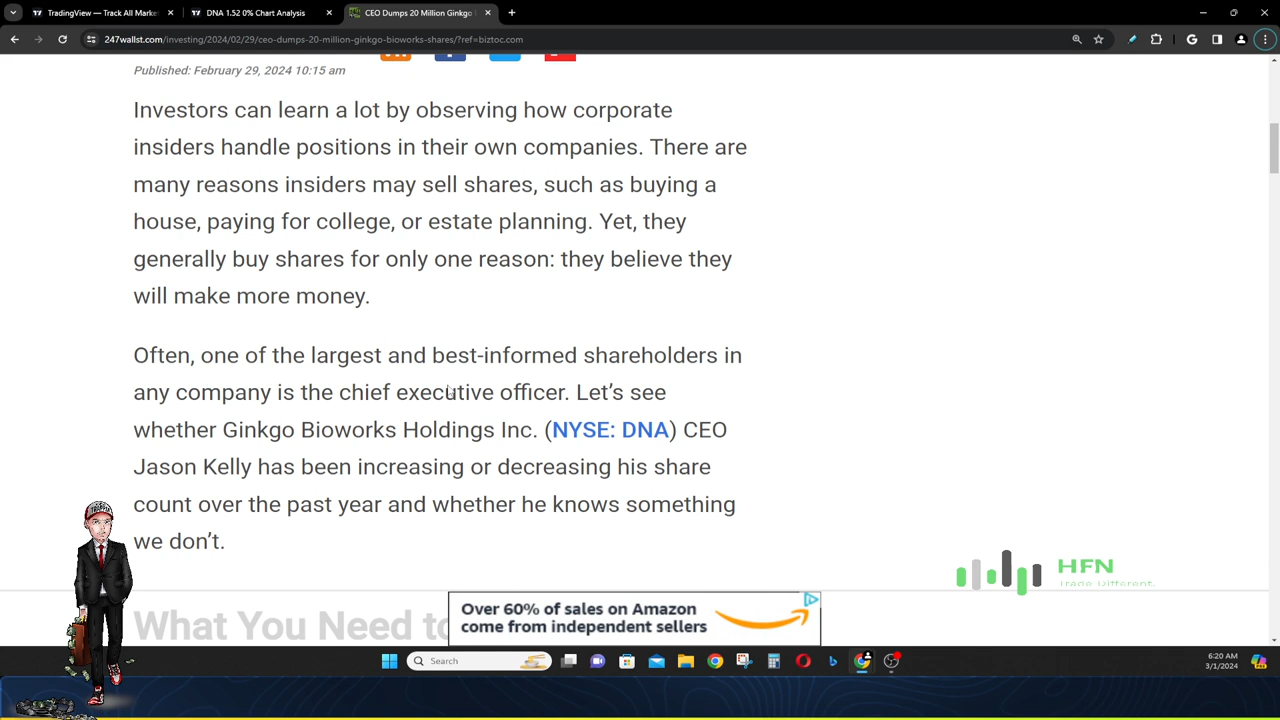 TradingView — Track All Marke
DNA 1.52 0% Chart Analysis
CEO Dumps 20 Million Ginkgo
247wallst.com/investing/2024/02/29/ceo-dumps-20-million-ginkgo-bioworks-shares/?ref=biztoc.com
Published: February 29, 2024 10:15 am
Investors can learn a lot by observing how corporate
insiders handle positions in their own companies. There are
many reasons insiders may sell shares, such as buying a
house, paying for college, or estate planning. Yet, they
generally buy shares for only one reason: they believe they
will make more money.
Often, one of the largest and best-informed shareholders in
any company is the chief executive officer. Let’s see
whether Ginkgo Bioworks Holdings Inc. (NYSE: DNA) CEO
Jason Kelly has been increasing or decreasing his share
count over the past year and whether he knows something
we don’t.
What You Need to
Over 60% of sales on Amazon
come from independent sellers
HFN
Trade Different.
Search
6:20 AM
3/1/2024